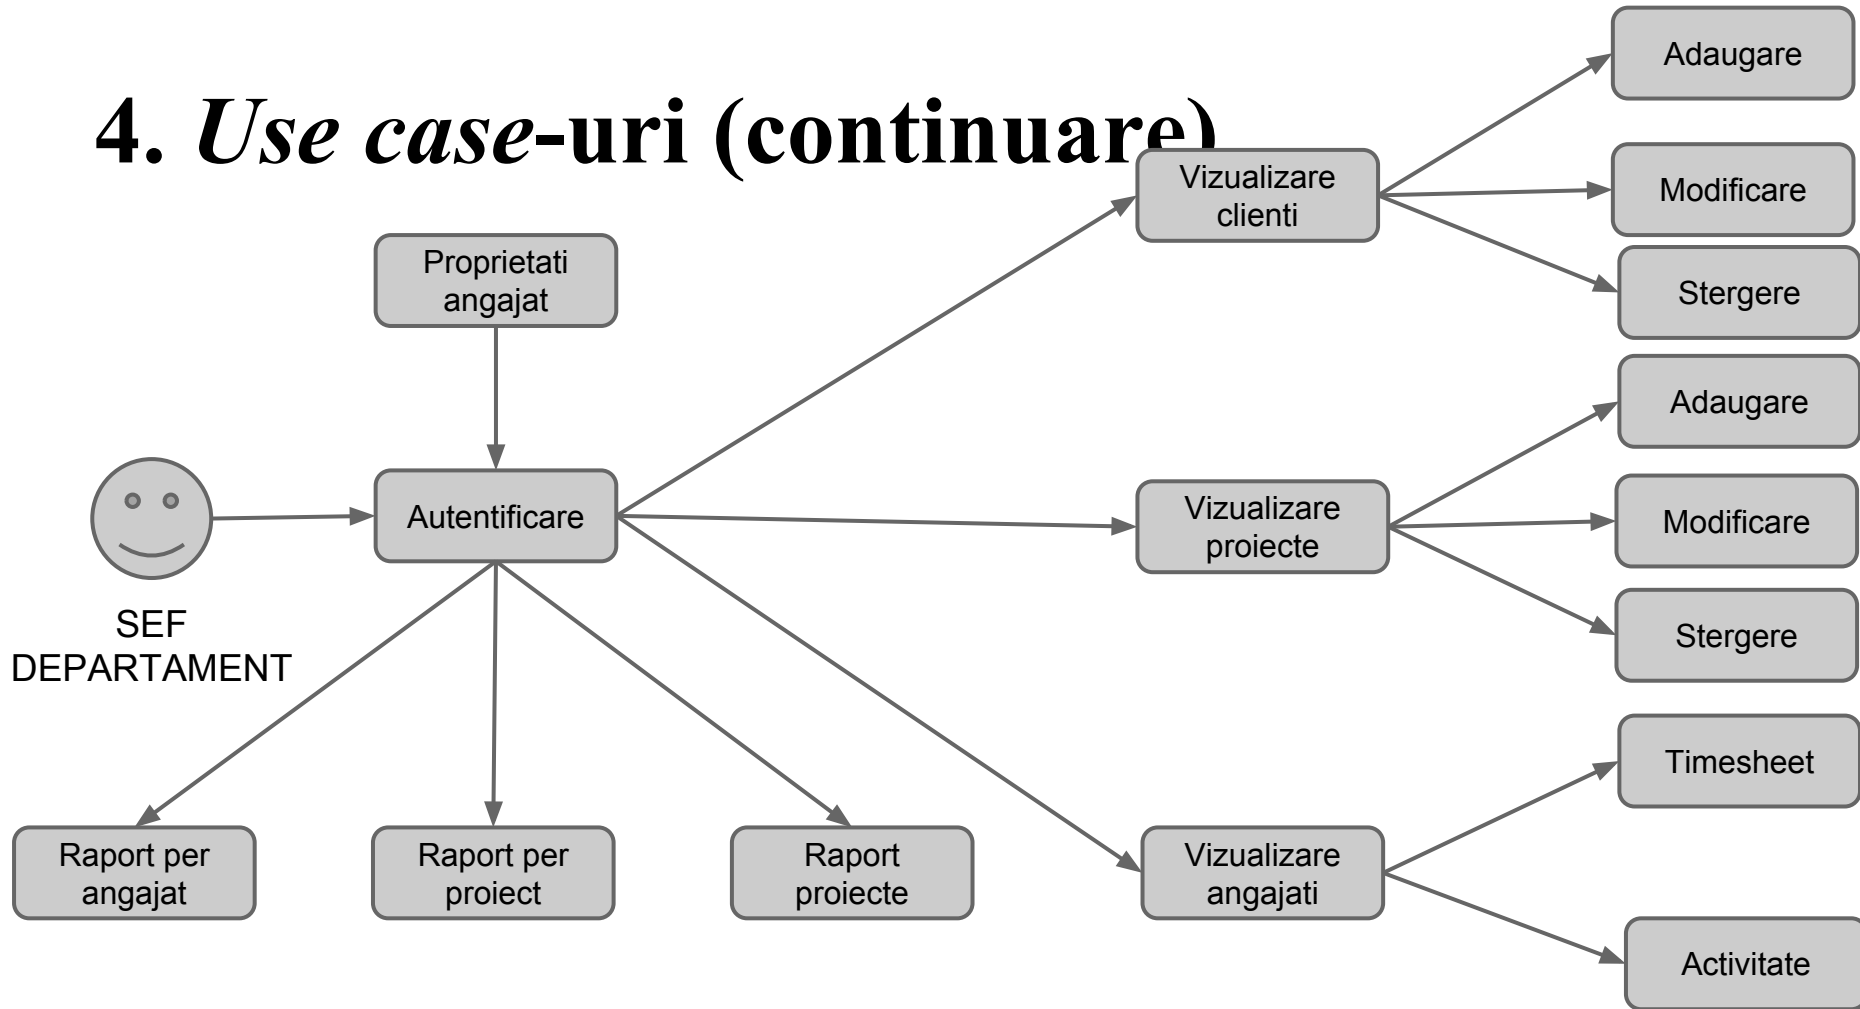 4. Use case-uri (continuare)
Adaugare
Vizualizare
clienti
Modificare
Stergere
Proprietati
angajat
Adaugare
Autentificare
Vizualizare
proiecte
Modificare
Stergere
SEF
DEPARTAMENT
Timesheet
Raport per
angajat
Raport per
proiect
Raport
proiecte
Vizualizare
angajati
Activitate